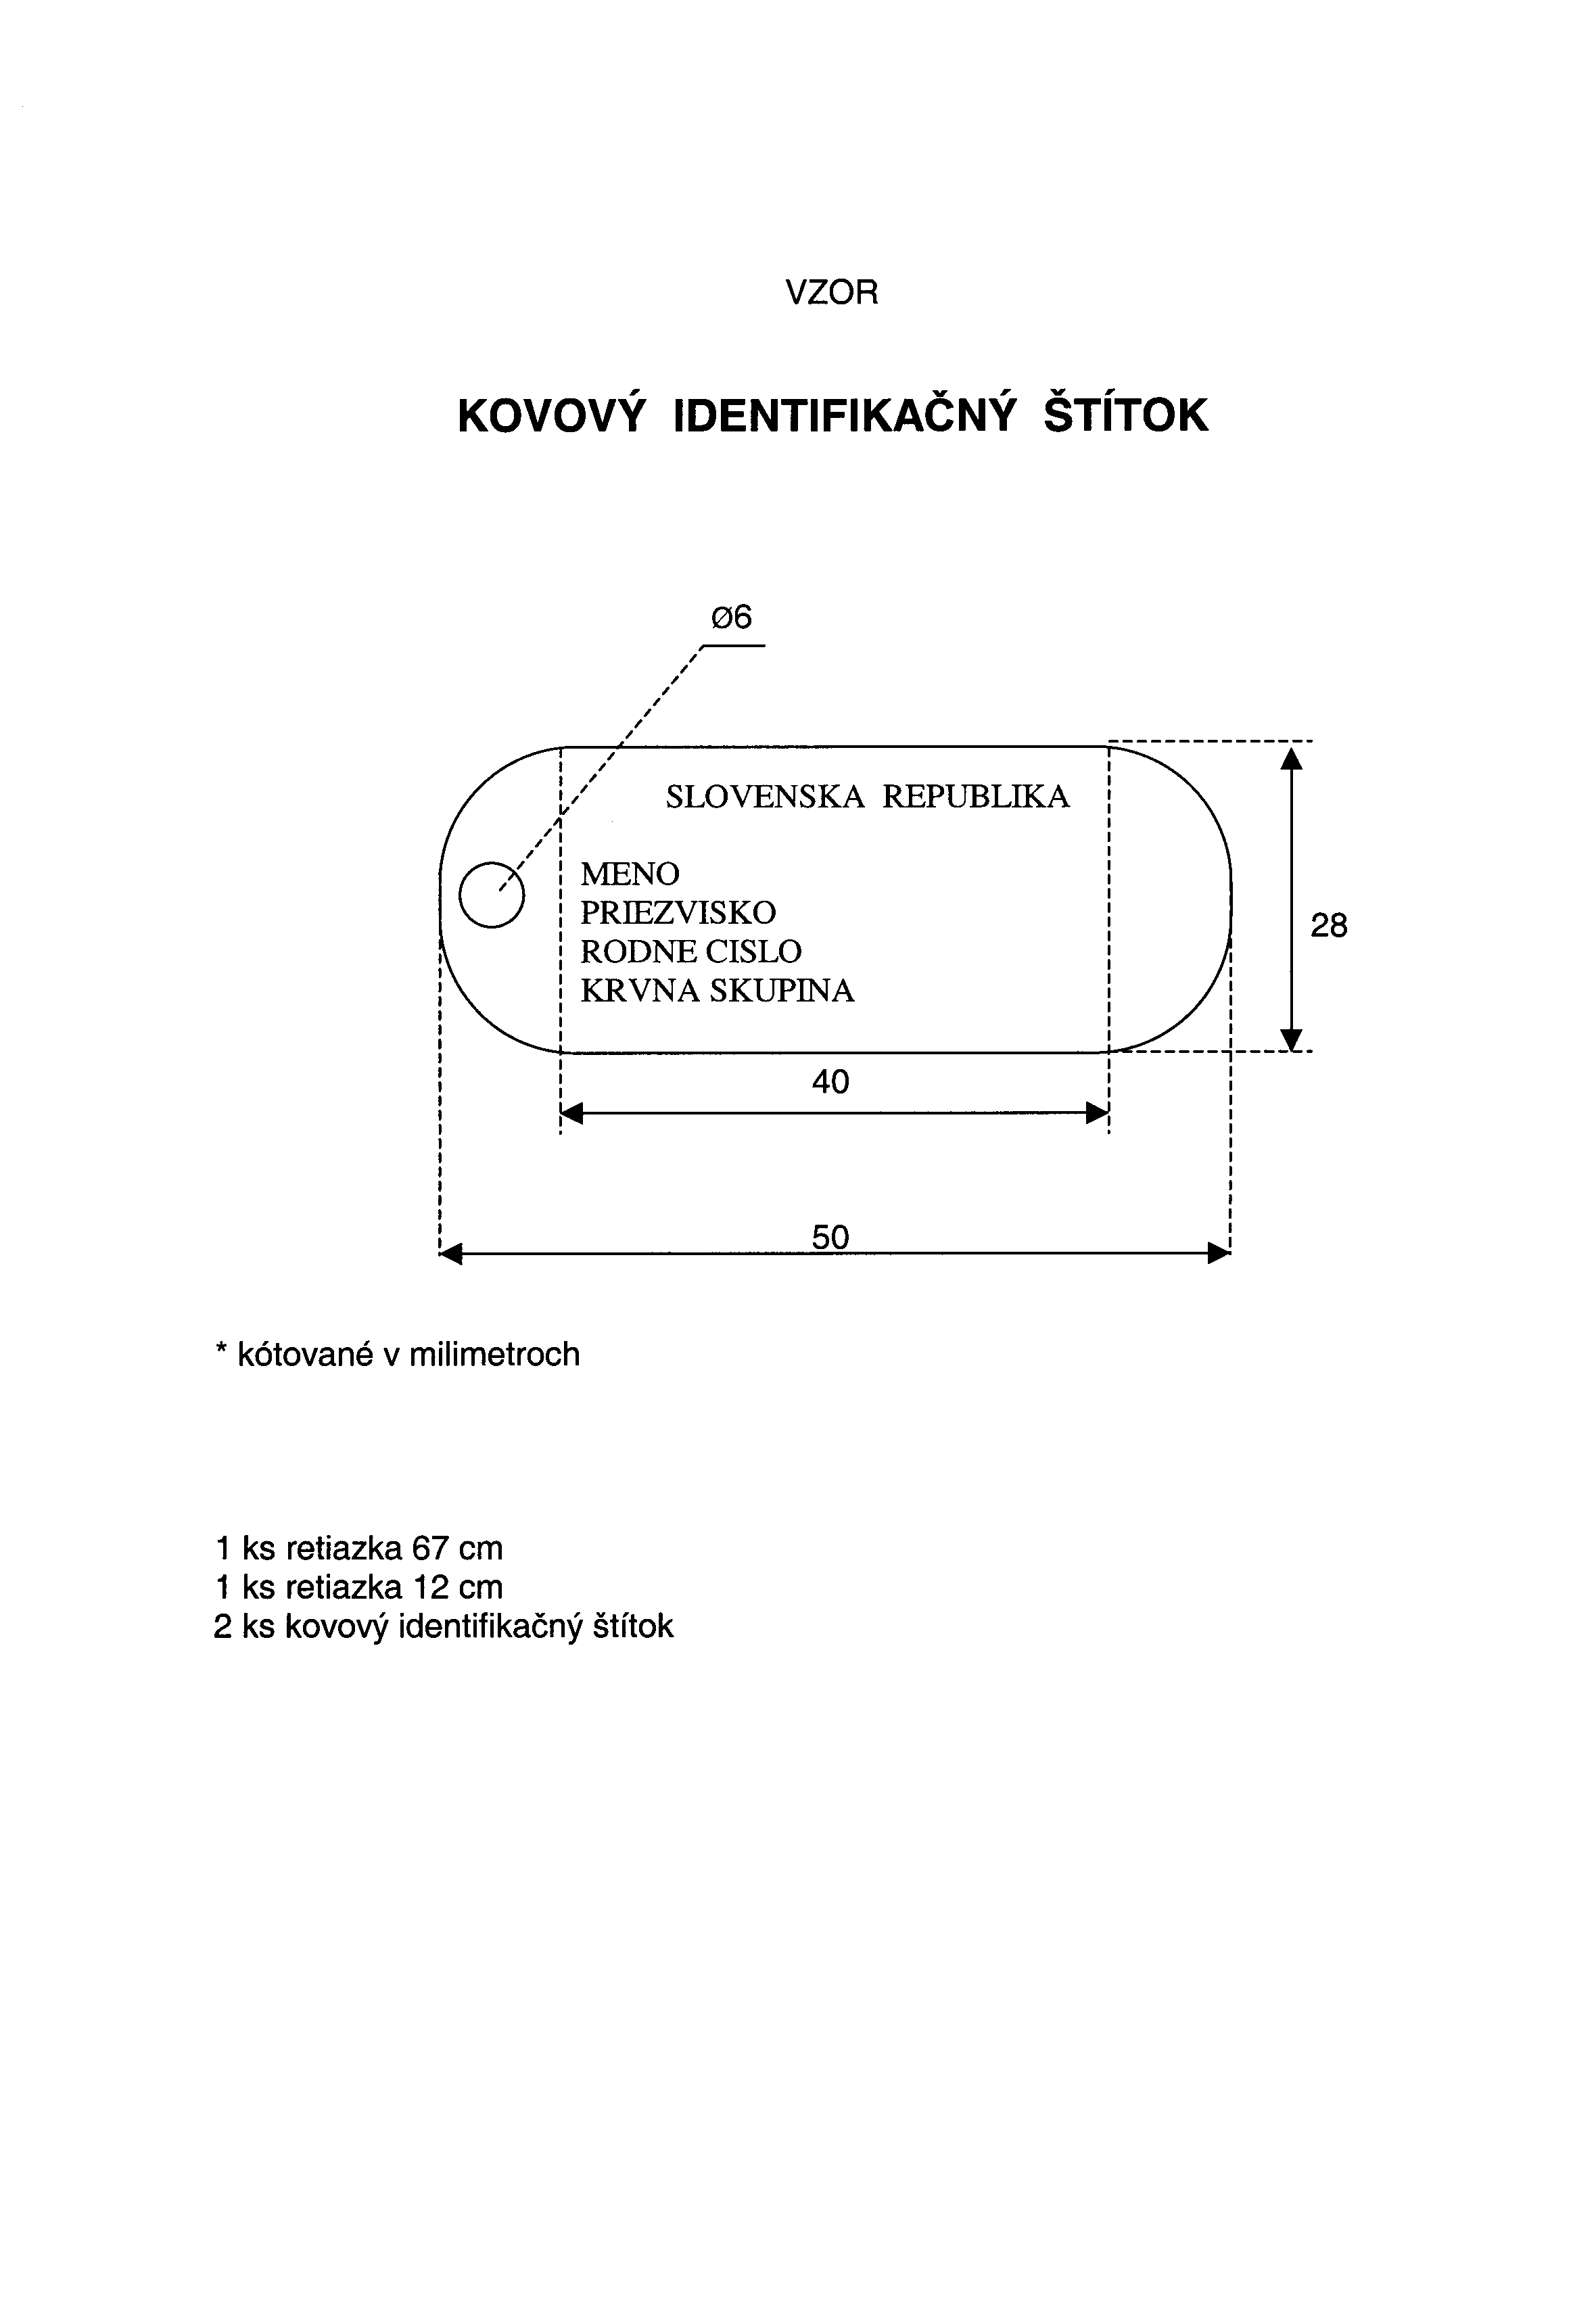 VZOR
KOVOVÝ IDENTIFIKAČNÝ ŠTÍTOK
ø6
SLOVENSKA REPUBLIKA
MENO
PRIEZVISKO
RODNE CISLO
KRVNA SKUPINA
28
40
50
* kótované v milimetroch
1 ks retiazka 67 cm
1 ks retiazka 12 cm
2 ks kovový identifikačný štítok